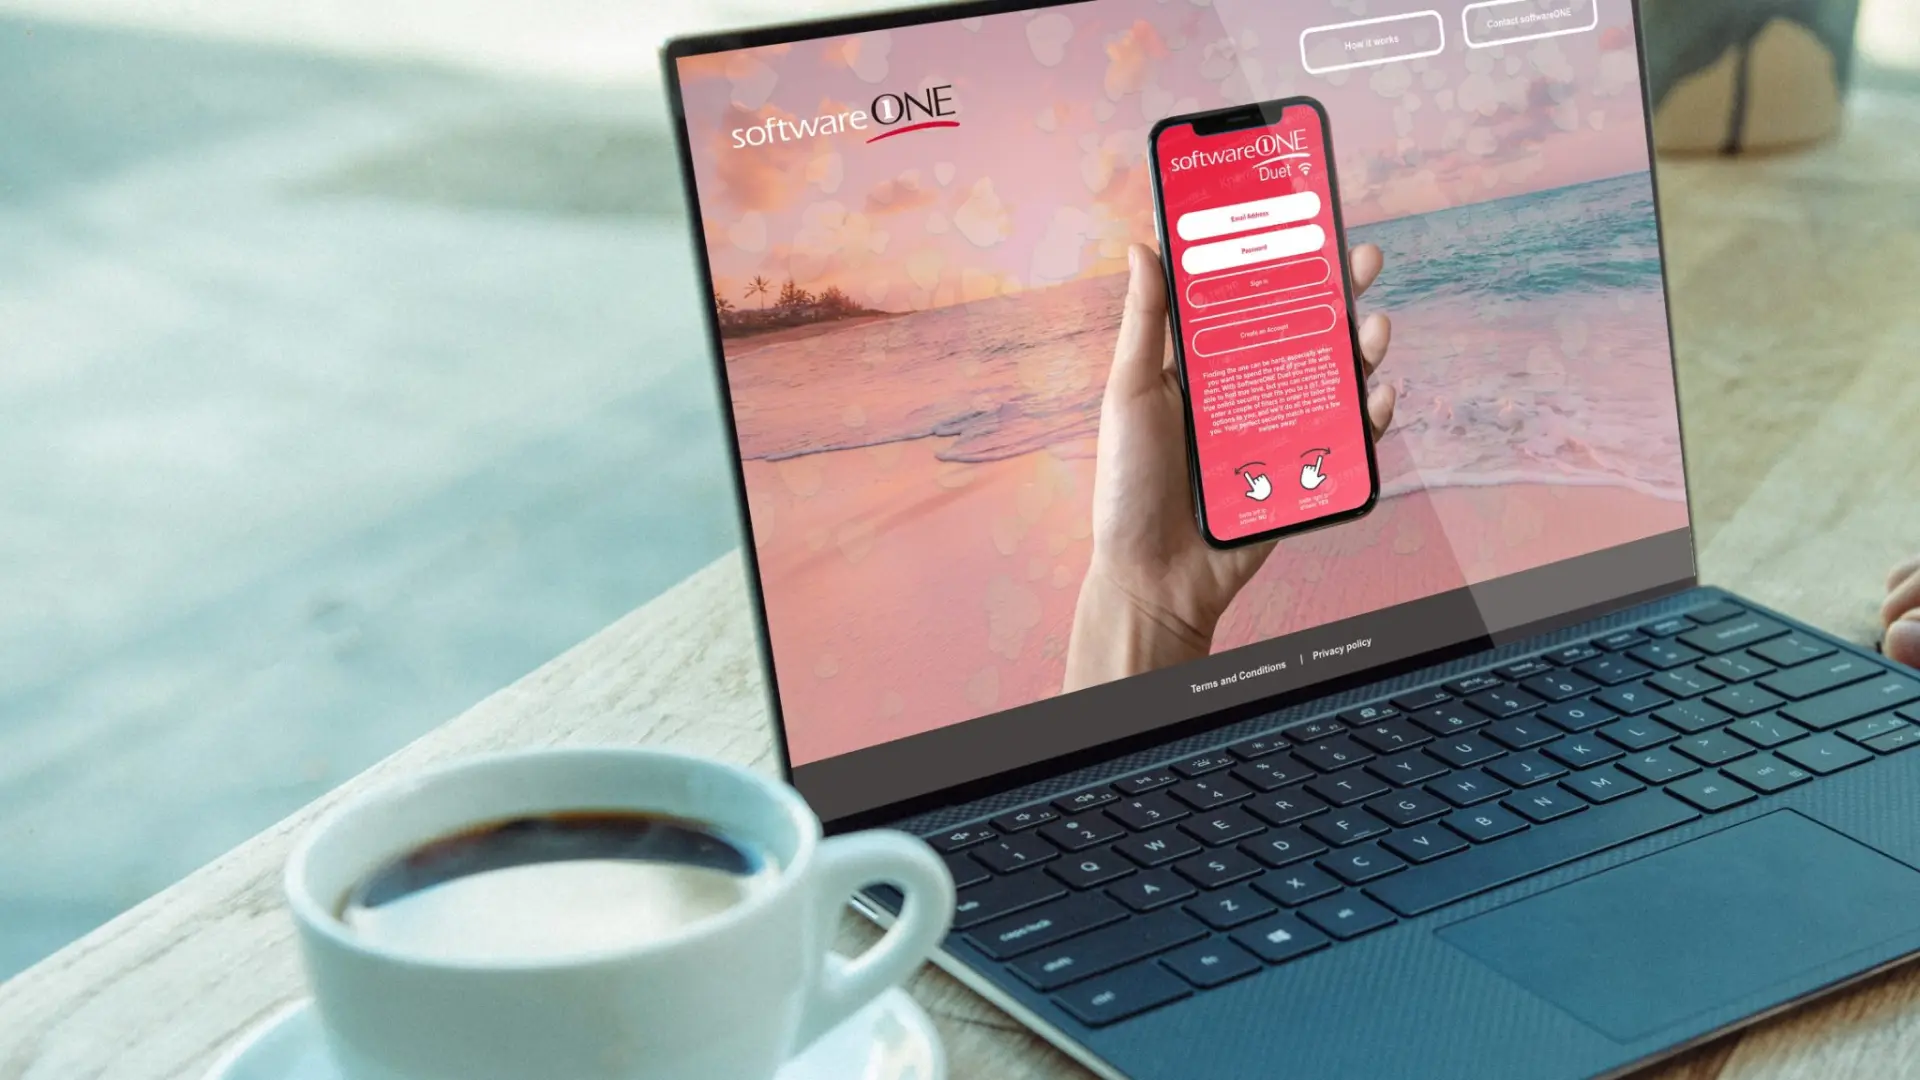 How it works
Contact softwareONE
software ONE
softwareONE
Duet
Email Address
Password
Sign in
Create an Account
Finding the one can be hard, especially when
you want to spend the rest of your life with
them. With SoftwareONE Duet you may not be
able to find true love, but you can certainly find
true online security that fits you to a bIT. Simply
enter a couple of filters in order to tailor the
options to you, and we'll do all the work for
you. Your perfect security match is only a few
swipes away!
Swipe left to
answer NO
Swipe right to
answer YES
Terms and Conditions | Privacy policy